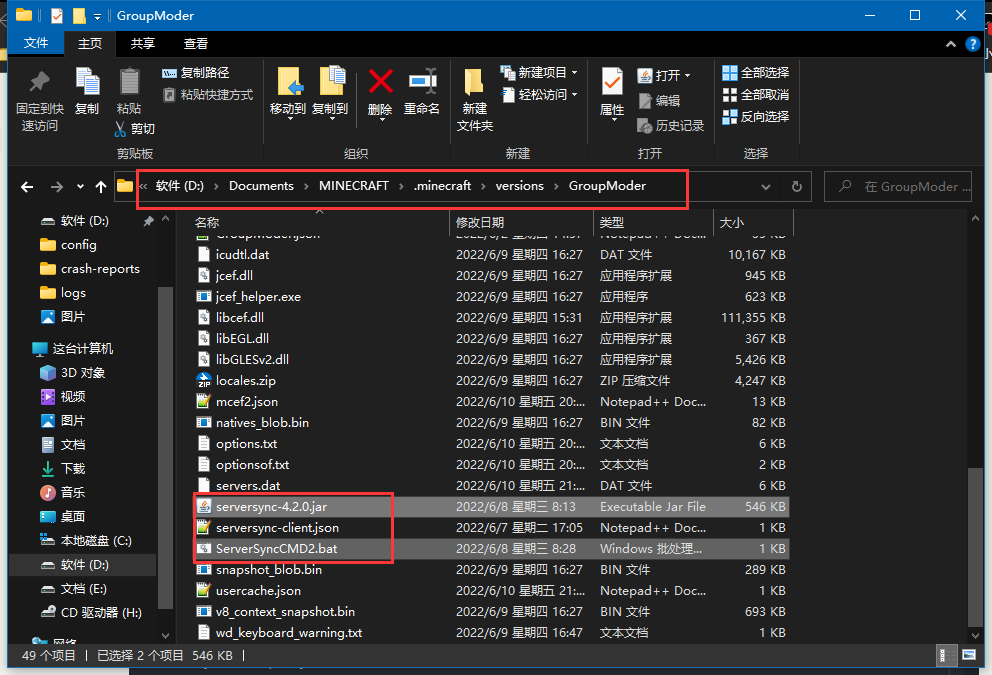 GroupModer
文件 主页 共享 查看
固定到快速访问
复制
粘贴
复制路径
粘贴快捷方式
剪切
剪贴板
移动到
复制到
删除
重命名
组织
新建文件夹
新建项目
轻松访问
新建
属性
打开
编辑
历史记录
打开
全部选择
全部取消
反向选择
选择
« 软件 (D:) › Documents › MINECRAFT › .minecraft › versions › GroupModer
在 GroupModer ...
软件 (D:)
config
crash-reports
logs
图片
这台计算机
3D 对象
视频
图片
文档
下载
音乐
桌面
本地磁盘 (C:)
软件 (D:)
文档 (E:)
CD 驱动器 (H:)
网络
名称 修改日期 类型 大小
icudtl.dat 2022/6/9 星期四 16:27 DAT 文件 10,167 KB
jcef.dll 2022/6/9 星期四 16:27 应用程序扩展 945 KB
jcef_helper.exe 2022/6/9 星期四 16:27 应用程序 623 KB
libcef.dll 2022/6/9 星期四 15:31 应用程序扩展 111,355 KB
libEGL.dll 2022/6/9 星期四 16:27 应用程序扩展 367 KB
libGLESv2.dll 2022/6/9 星期四 16:27 应用程序扩展 5,426 KB
locales.zip 2022/6/9 星期四 16:27 ZIP 压缩文件 4,247 KB
mcef2.json 2022/6/10 星期五 20:... Notepad++ Doc... 13 KB
natives_blob.bin 2022/6/9 星期四 16:27 BIN 文件 82 KB
options.txt 2022/6/10 星期五 20:... 文本文档 6 KB
optionsof.txt 2022/6/10 星期五 20:... 文本文档 2 KB
servers.dat 2022/6/10 星期五 21:... DAT 文件 6 KB
serversync-4.2.0.jar 2022/6/8 星期三 8:13 Executable Jar File 546 KB
serversync-client.json 2022/6/7 星期二 17:05 Notepad++ Doc... 1 KB
ServerSyncCMD2.bat 2022/6/8 星期三 8:28 Windows 批处理... 1 KB
snapshot_blob.bin 2022/6/9 星期四 16:27 BIN 文件 289 KB
usercache.json 2022/6/10 星期五 21:... Notepad++ Doc... 1 KB
v8_context_snapshot.bin 2022/6/9 星期四 16:27 BIN 文件 693 KB
wd_keyboard_warning.txt 2022/6/9 星期四 16:47 文本文档 1 KB
49 个项目 | 已选择 2 个项目 546 KB |